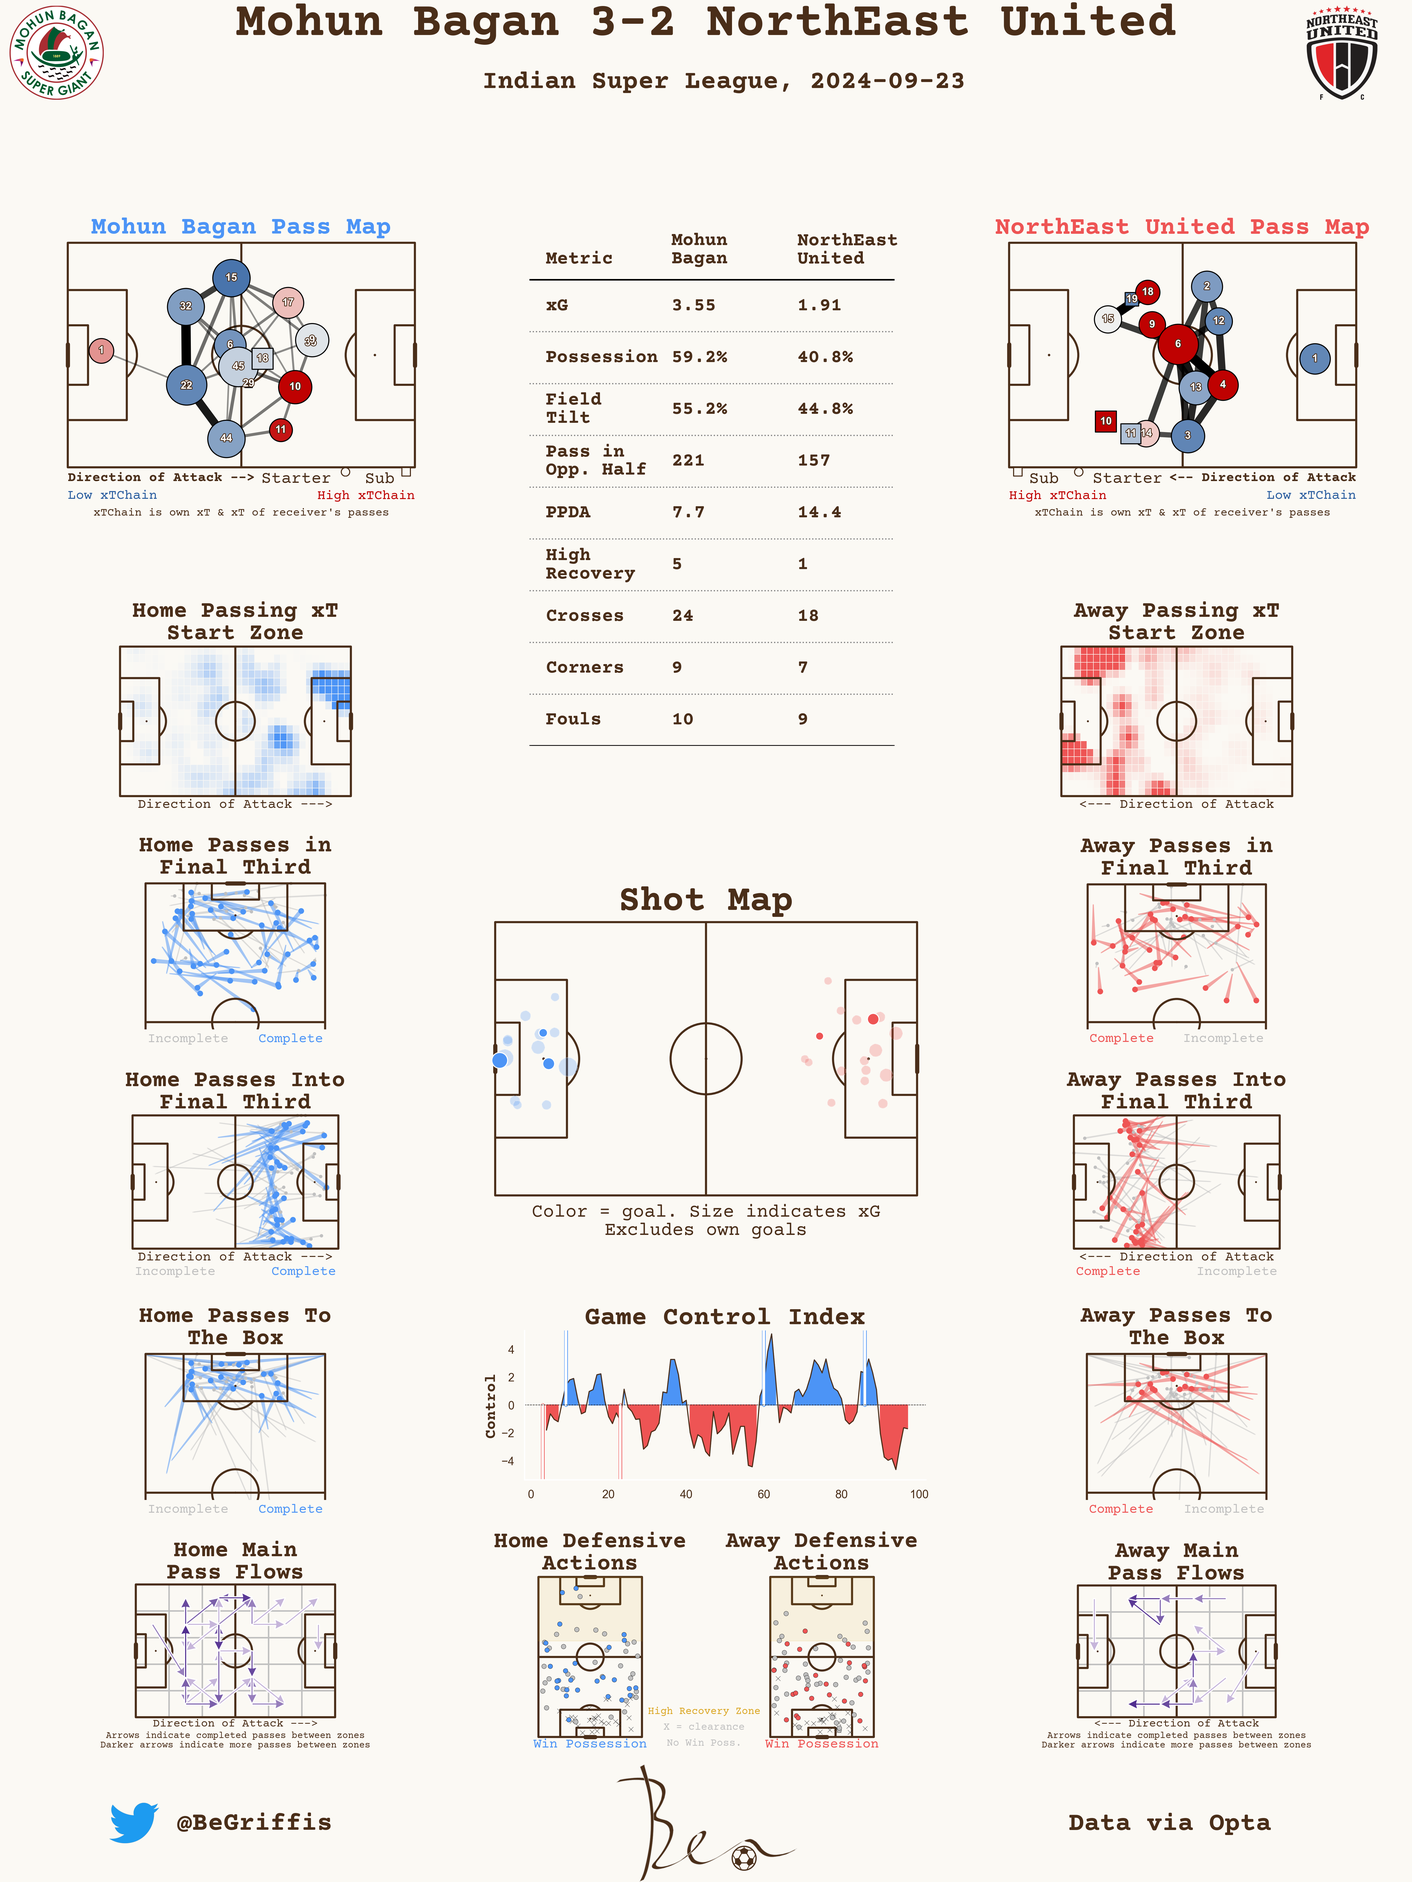 Mohun Bagan 3-2 NorthEast United
Indian Super League, 2024-09-23
MOHUN BAGAN
SUPER GIANT
NORTHEAST
UNITED
F C
Mohun Bagan Pass Map
15
32
17
6
9
1
18
45
22
29
10
11
44
Direction of Attack --> Starter Sub
Low xTChain High xTChain
xTChain is own xT & xT of receiver's passes
Metric Mohun Bagan NorthEast United
xG 3.55 1.91
Possession 59.2% 40.8%
Field Tilt 55.2% 44.8%
Pass in Opp. Half 221 157
PPDA 7.7 14.4
High Recovery 5 1
Crosses 24 18
Corners 9 7
Fouls 10 9
NorthEast United Pass Map
2
18
19
15
9
12
6
1
4
13
10
11
14
3
Sub Starter <-- Direction of Attack
High xTChain Low xTChain
xTChain is own xT & xT of receiver's passes
Home Passing xT
Start Zone
Direction of Attack --->
Away Passing xT
Start Zone
<--- Direction of Attack
Home Passes in
Final Third
Incomplete Complete
Away Passes in
Final Third
Complete Incomplete
Shot Map
Color = goal. Size indicates xG
Excludes own goals
Home Passes Into
Final Third
Direction of Attack --->
Incomplete Complete
Away Passes Into
Final Third
<--- Direction of Attack
Complete Incomplete
Home Passes To
The Box
Incomplete Complete
Game Control Index
Control
4
2
0
−2
−4
0 20 40 60 80 100
Away Passes To
The Box
Complete Incomplete
Home Main
Pass Flows
Direction of Attack --->
Arrows indicate completed passes between zones
Darker arrows indicate more passes between zones
Home Defensive
Actions
Win Possession
Away Defensive
Actions
Win Possession
High Recovery Zone
X = clearance
No Win Poss.
Away Main
Pass Flows
<--- Direction of Attack
Arrows indicate completed passes between zones
Darker arrows indicate more passes between zones
@BeGriffis
Ben
Data via Opta